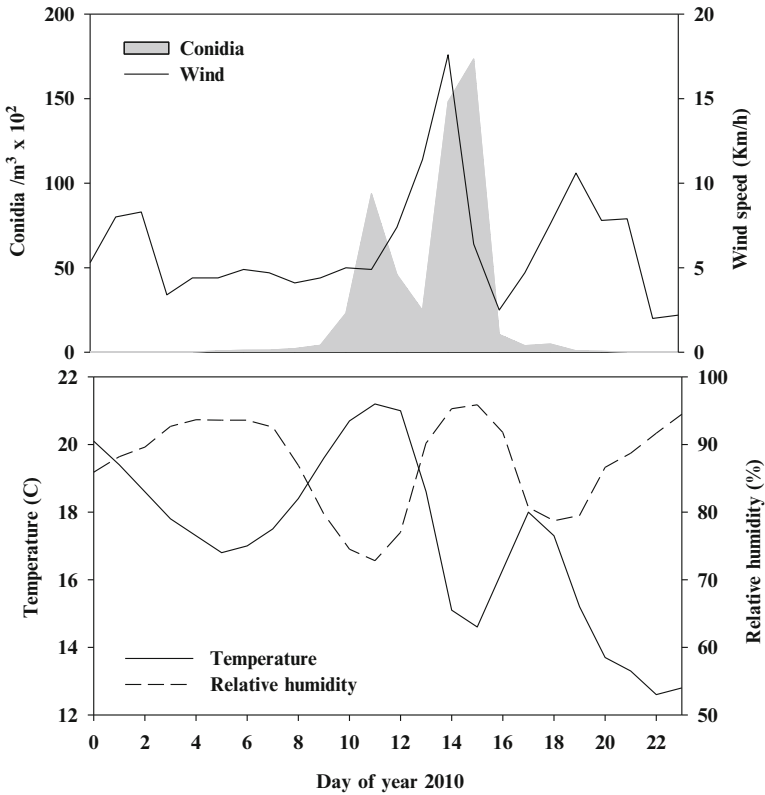 200
150
100
50
0
Conidia /m³ x 10²
Conidia
Wind
20
15
10
5
0
Wind speed (Km/h)
22
20
18
16
14
12
Temperature (C)
Temperature
Relative humidity
100
90
80
70
60
50
Relative humidity (%)
0 2 4 6 8 10 12 14 16 18 20 22
Day of year 2010